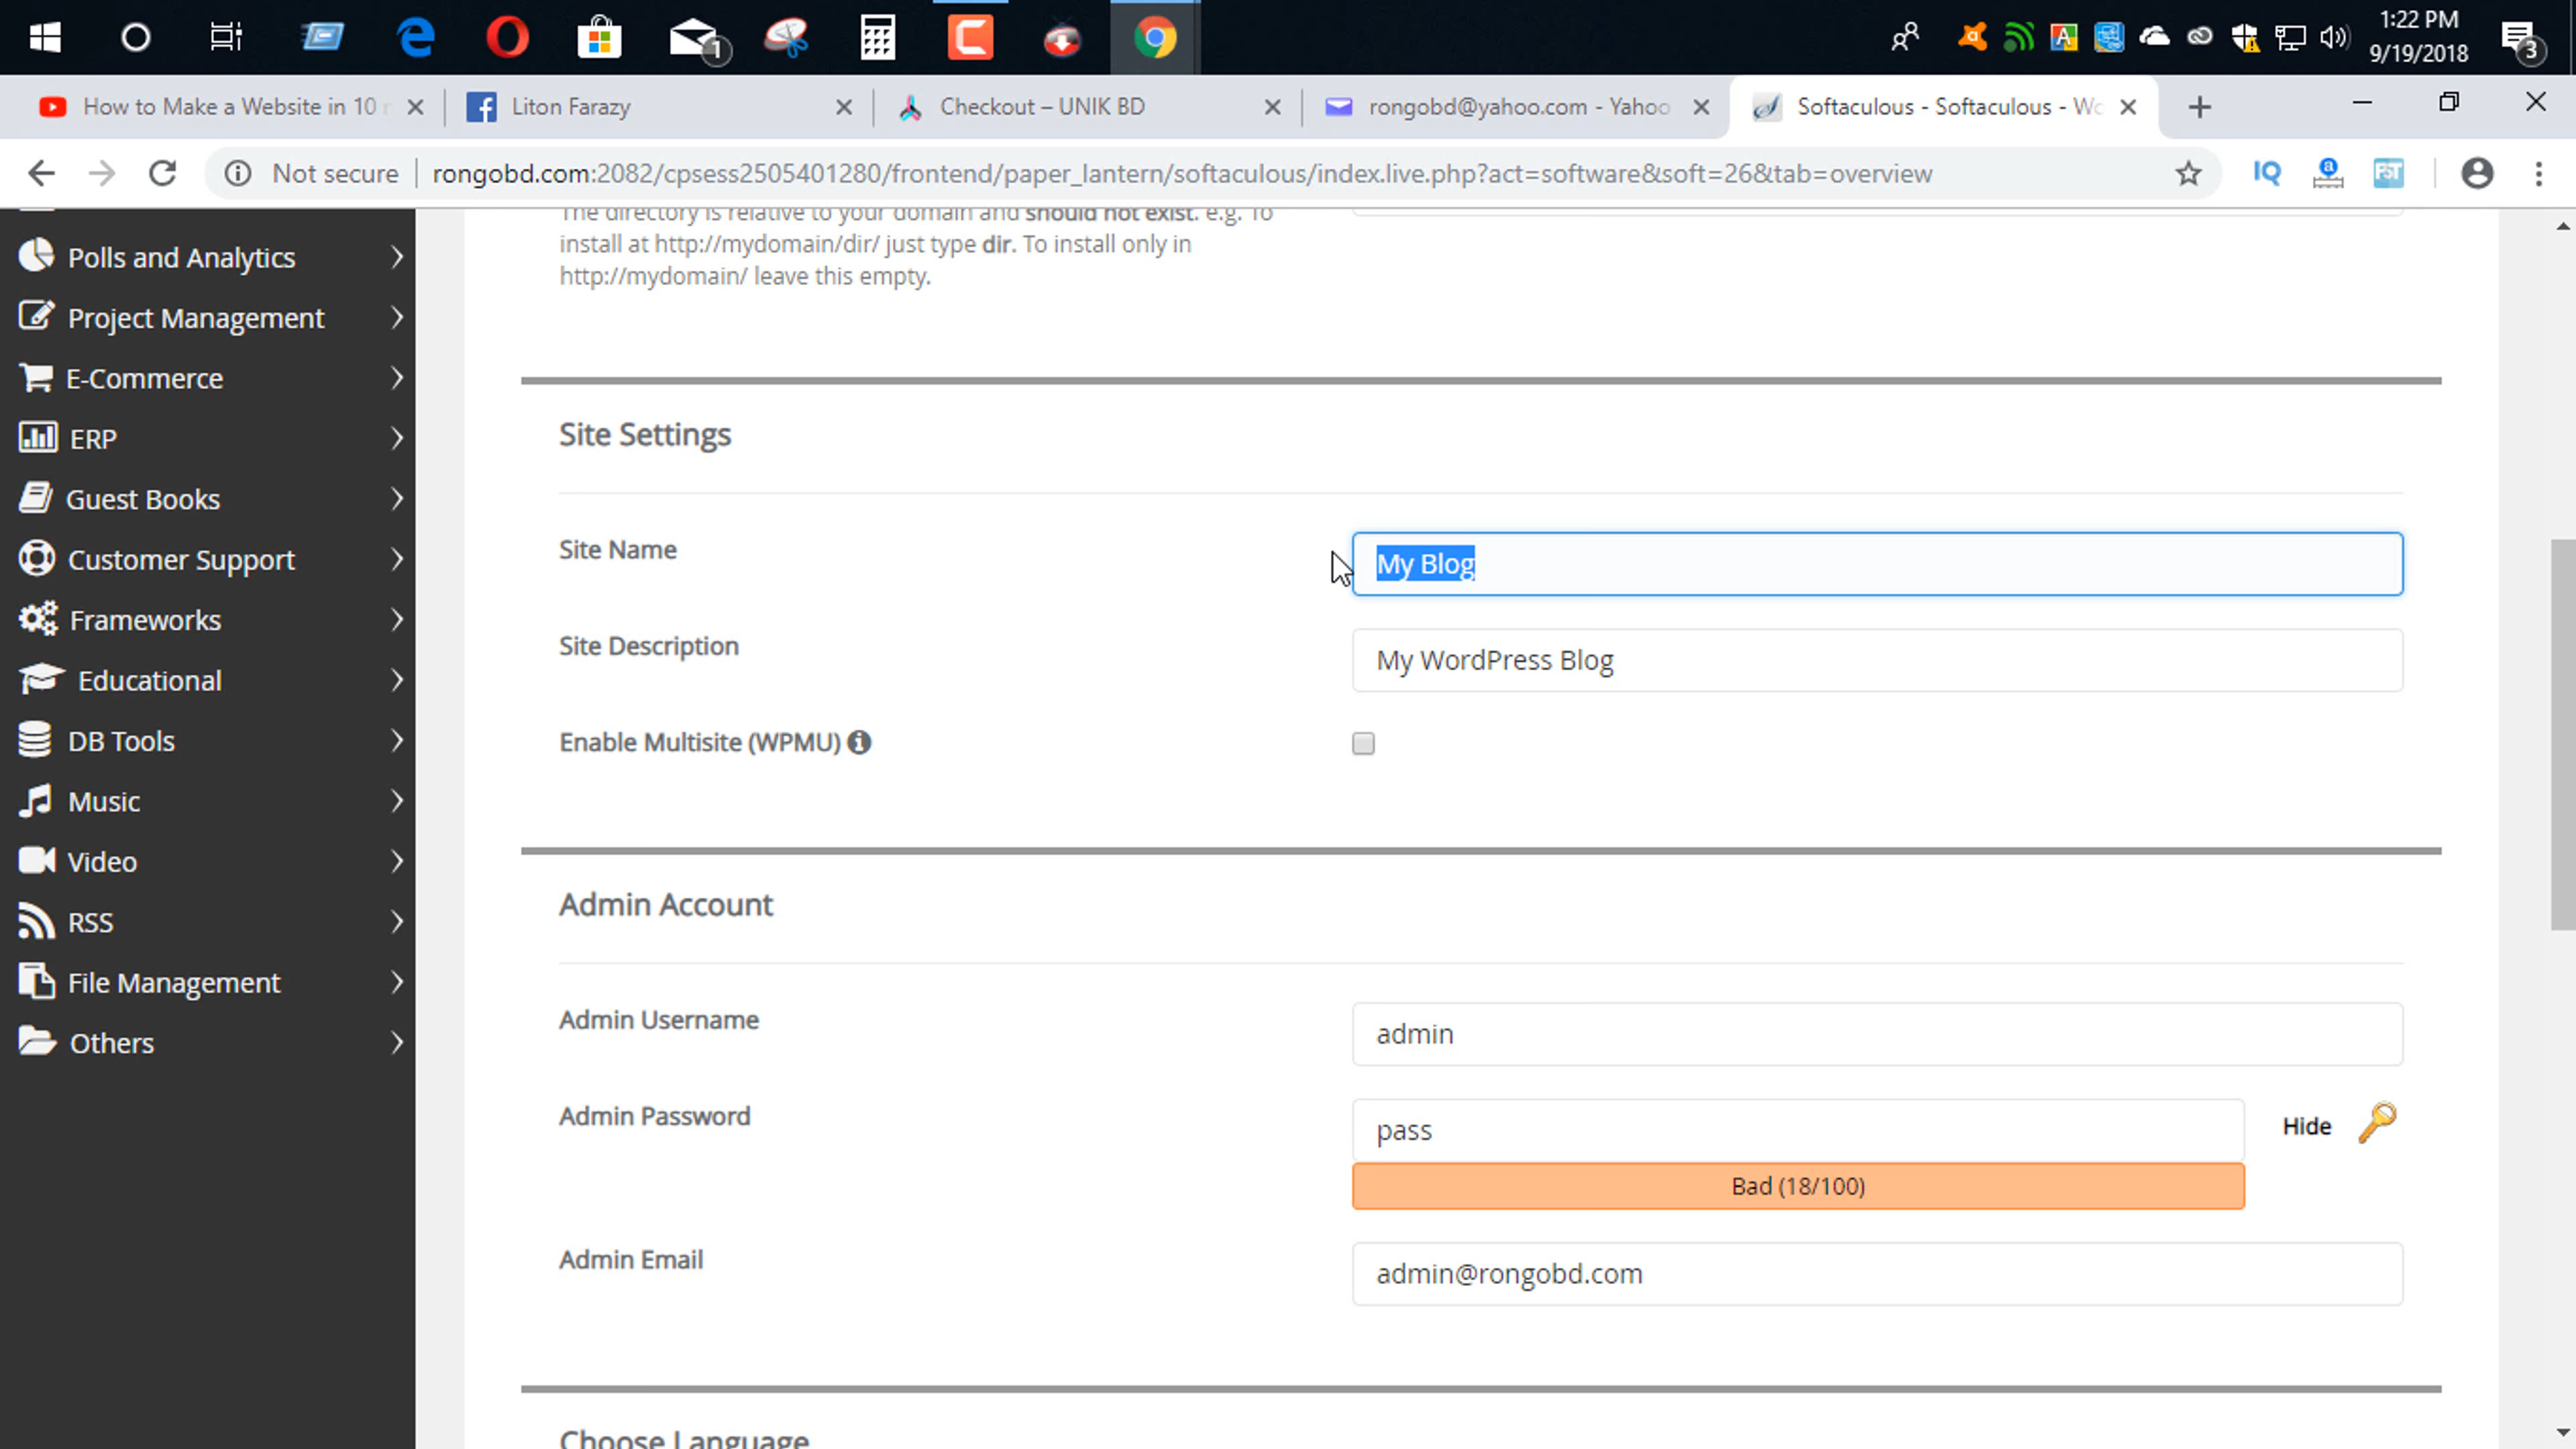 1:22 PM
9/19/2018
1
3
How to Make a Website in 10
Liton Farazy
Checkout – UNIK BD
rongobd@yahoo.com - Yahoo
Softaculous - Softaculous - Wo
Not secure
rongobd.com:2082/cpsess2505401280/frontend/paper_lantern/softaculous/index.live.php?act=software&soft=26&tab=overview
IQ
Polls and Analytics
Project Management
E-Commerce
ERP
Guest Books
Customer Support
Frameworks
Educational
DB Tools
Music
Video
RSS
File Management
Others
The directory is relative to your domain and should not exist. e.g. To
install at http://mydomain/dir/ just type dir. To install only in
http://mydomain/ leave this empty.
Site Settings
Site Name
My Blog
Site Description
My WordPress Blog
Enable Multisite (WPMU)
Admin Account
Admin Username
admin
Admin Password
pass
Hide
Bad (18/100)
Admin Email
admin@rongobd.com
Choose Language